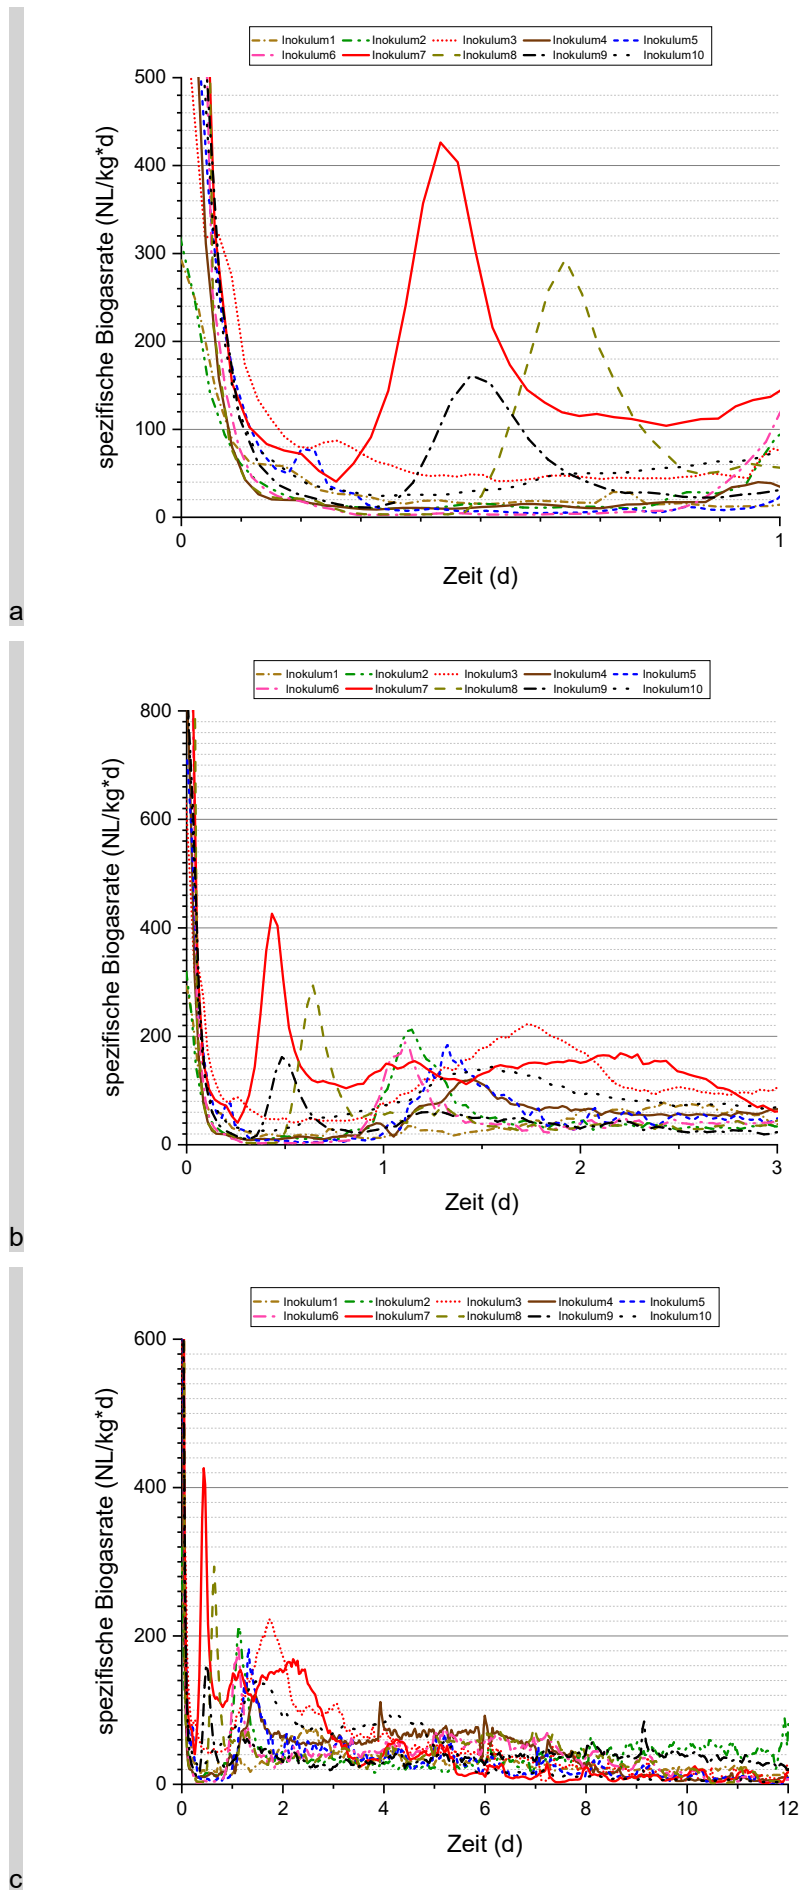 Inokulum1 Inokulum2 Inokulum3 Inokulum4 Inokulum5
Inokulum6 Inokulum7 Inokulum8 Inokulum9 Inokulum10
500
400
300
200
100
0
spezifische Biogasrate (NL/kg*d)
0 1
Zeit (d)
a
Inokulum1 Inokulum2 Inokulum3 Inokulum4 Inokulum5
Inokulum6 Inokulum7 Inokulum8 Inokulum9 Inokulum10
800
600
400
200
0
spezifische Biogasrate (NL/kg*d)
0 1 2 3
Zeit (d)
b
Inokulum1 Inokulum2 Inokulum3 Inokulum4 Inokulum5
Inokulum6 Inokulum7 Inokulum8 Inokulum9 Inokulum10
600
400
200
0
spezifische Biogasrate (NL/kg*d)
0 2 4 6 8 10 12
Zeit (d)
c